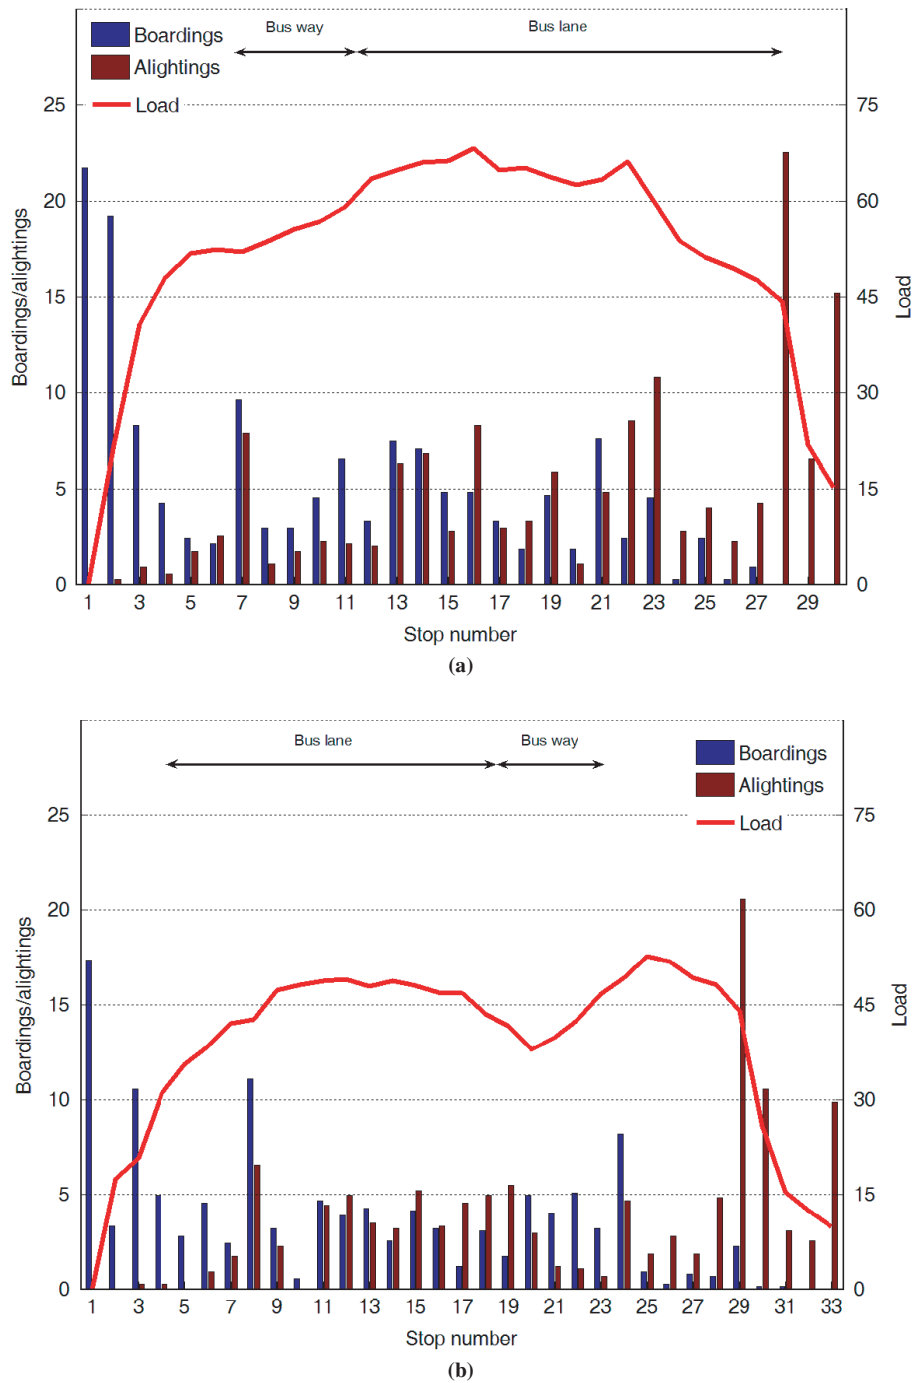 Bus way
Bus lane
Boardings
Alightings
Load
25
75
20
60
15
45
10
30
5
15
0
0
Boardings/alightings
Load
1 3 5 7 9 11 13 15 17 19 21 23 25 27 29
Stop number
(a)
Bus lane
Bus way
Boardings
Alightings
Load
25
75
20
60
15
45
10
30
5
15
0
0
Boardings/alightings
Load
1 3 5 7 9 11 13 15 17 19 21 23 25 27 29 31 33
Stop number
(b)